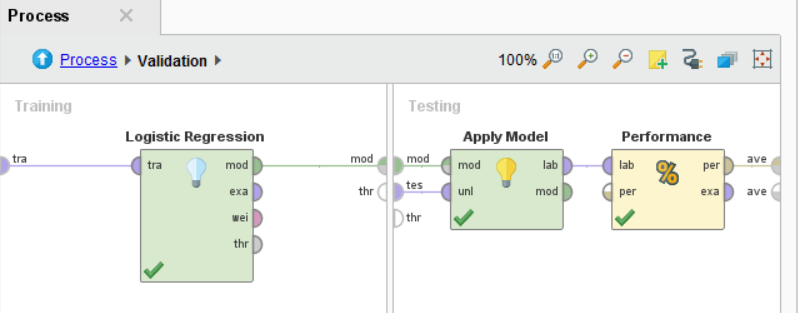 Process
Process Validation 100%
Training
Testing
Logistic Regression
Apply Model
Performance
tra
tra
mod
mod
mod
mod
lab
lab
per
ave
exa
thr
tes
unl
mod
per
exa
ave
wei
thr
thr